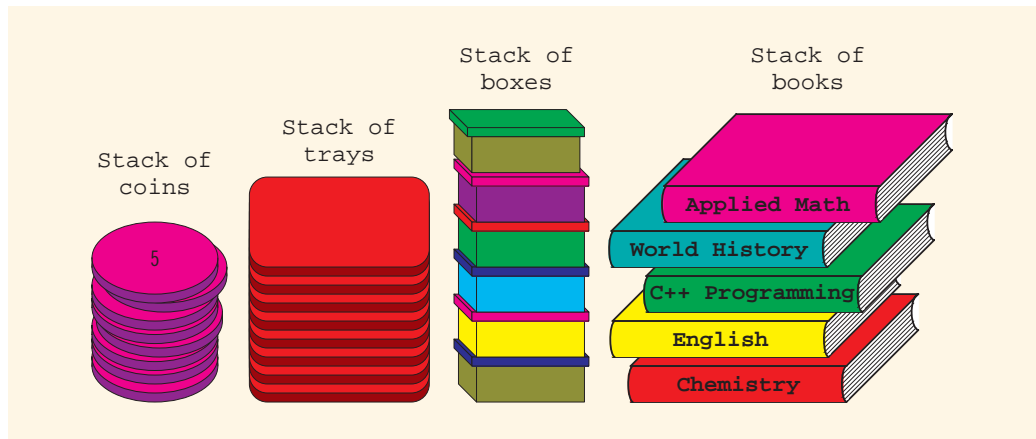 Stack of
coins
5
Stack of
trays
Stack of
boxes
Stack of
books
Applied Math
World History
C++ Programming
English
Chemistry